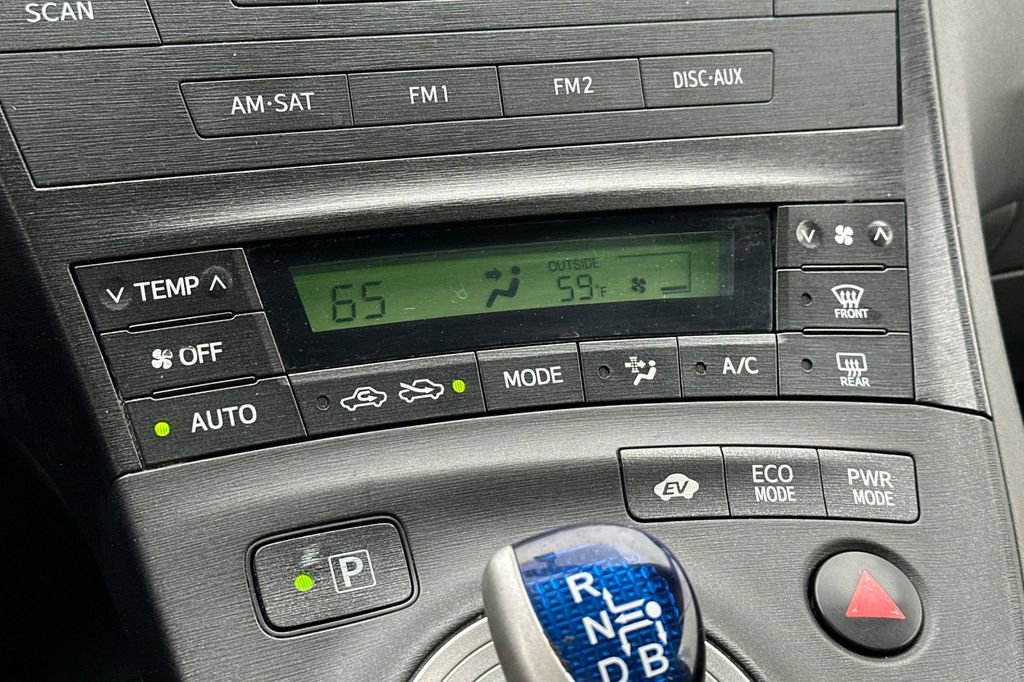 SCAN
AM·SAT FM1 FM2 DISC·AUX
TEMP
65
OUTSIDE
59°F
FRONT
OFF
AUTO
MODE
A/C
REAR
EV
ECO MODE
PWR MODE
P
R
N
D
B